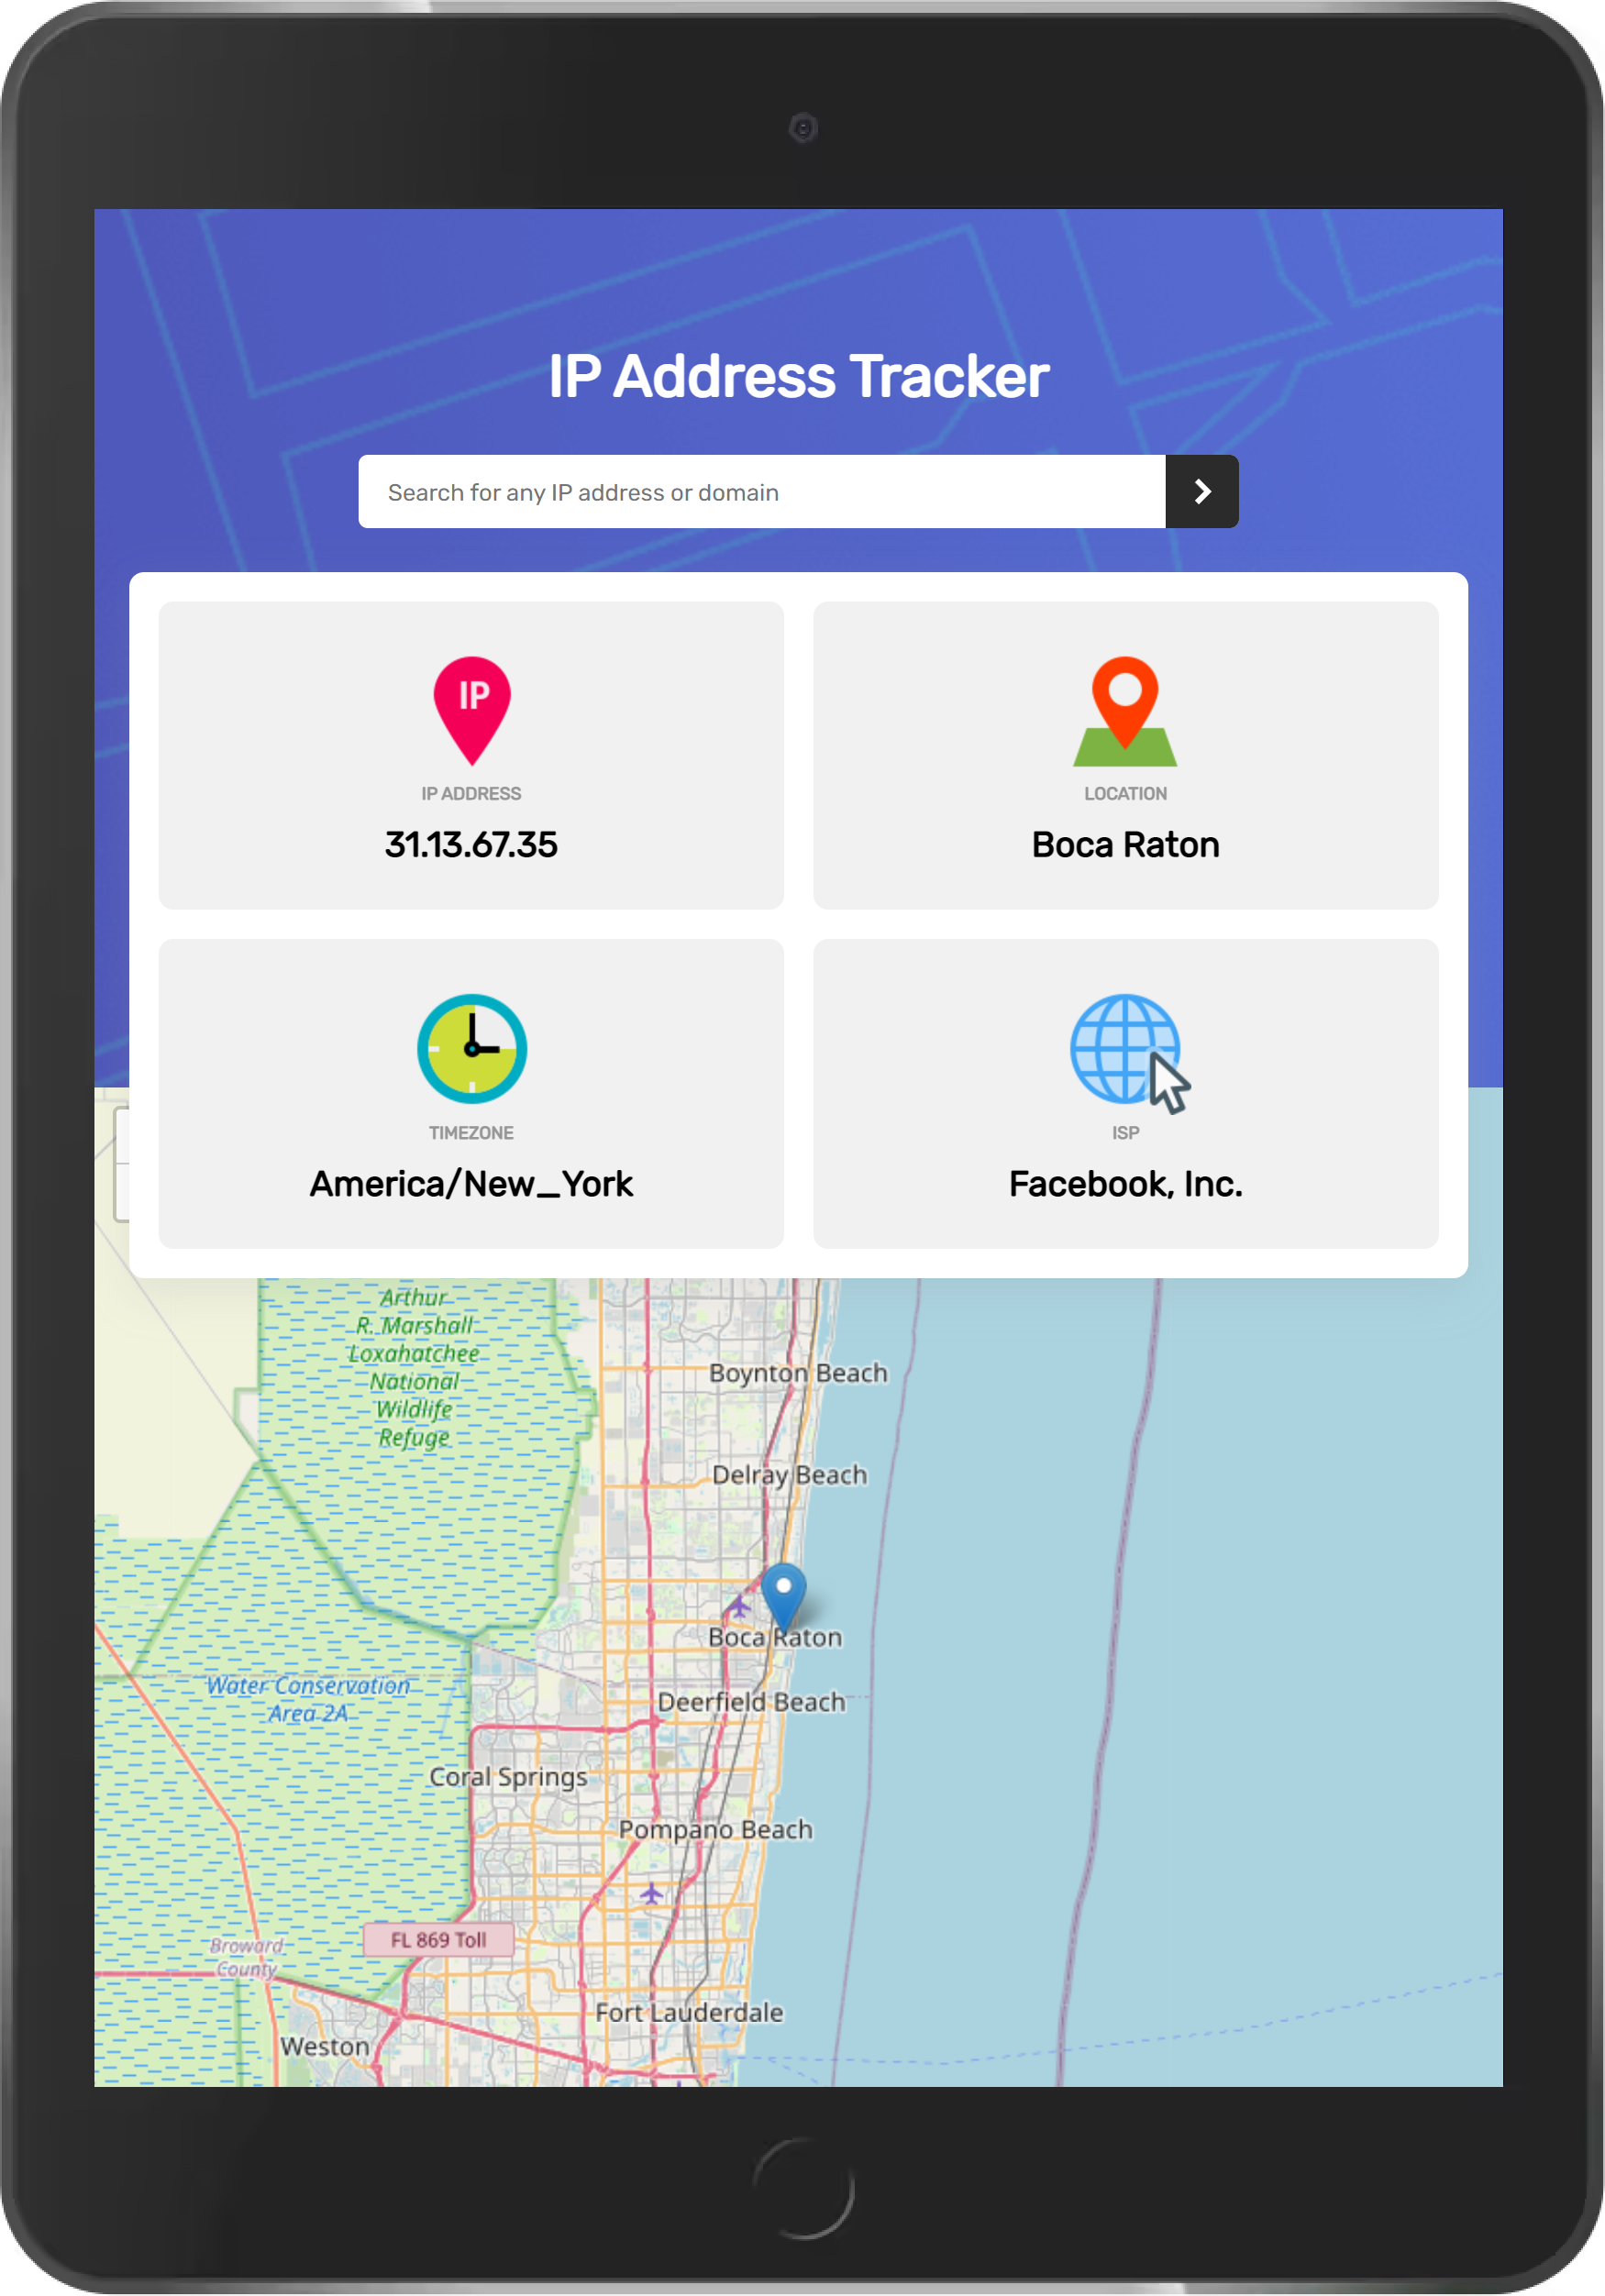 IP Address Tracker
Search for any IP address or domain
IP
IP ADDRESS
31.13.67.35
LOCATION
Boca Raton
TIMEZONE
America/New_York
ISP
Facebook, Inc.
Arthur
R. Marshall
Loxahatchee
National
Wildlife
Refuge
Boynton Beach
Delray Beach
Boca Raton
Water Conservation
Area 2A
Deerfield Beach
Coral Springs
Pompano Beach
FL 869 Toll
Broward
County
Fort Lauderdale
Weston